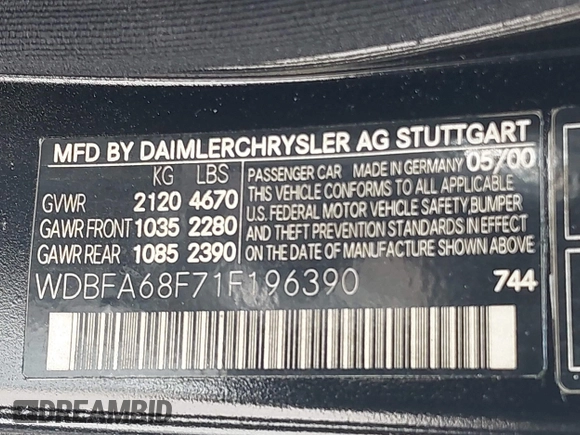 MFD BY DAIMLERCHRYSLER AG STUTTGART
KG LBS
GVWR 2120 4670
GAWR FRONT 1035 2280
GAWR REAR 1085 2390
PASSENGER CAR MADE IN GERMANY 05/00
THIS VEHICLE CONFORMS TO ALL APPLICABLE
U.S. FEDERAL MOTOR VEHICLE SAFETY, BUMPER
AND THEFT PREVENTION STANDARDS IN EFFECT
ON THE DATE OF MANUFACTURE SHOWN ABOVE
WDBFA68F71F196390 744
DREAMBID